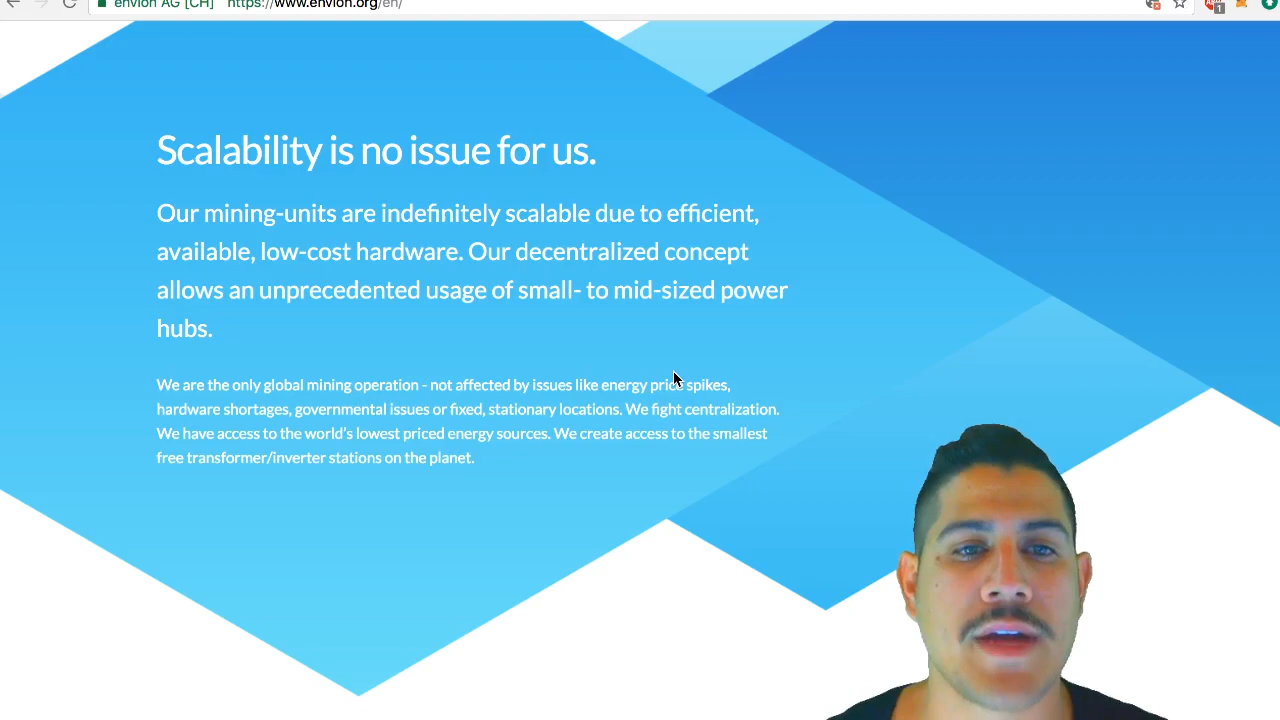 envion AG [CH] https://www.envion.org/en/
Scalability is no issue for us.
Our mining-units are indefinitely scalable due to efficient,
available, low-cost hardware. Our decentralized concept
allows an unprecedented usage of small- to mid-sized power
hubs.
We are the only global mining operation - not affected by issues like energy price spikes,
hardware shortages, governmental issues or fixed, stationary locations. We fight centralization.
We have access to the world's lowest priced energy sources. We create access to the smallest
free transformer/inverter stations on the planet.
1